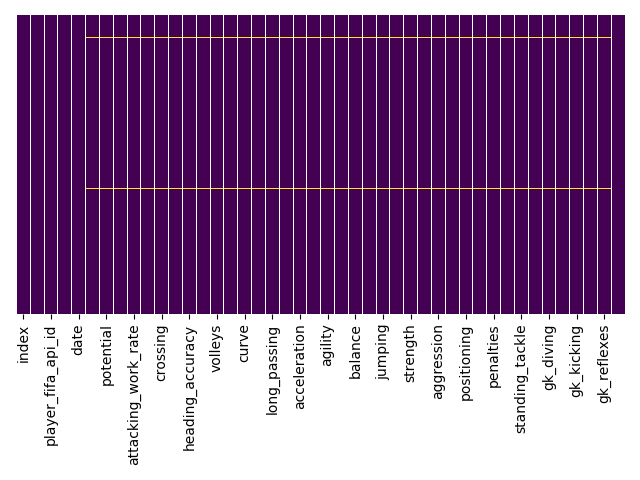 index
player_fifa_api_id
date
potential
attacking_work_rate
crossing
heading_accuracy
volleys
curve
long_passing
acceleration
agility
balance
jumping
strength
aggression
positioning
penalties
standing_tackle
gk_diving
gk_kicking
gk_reflexes